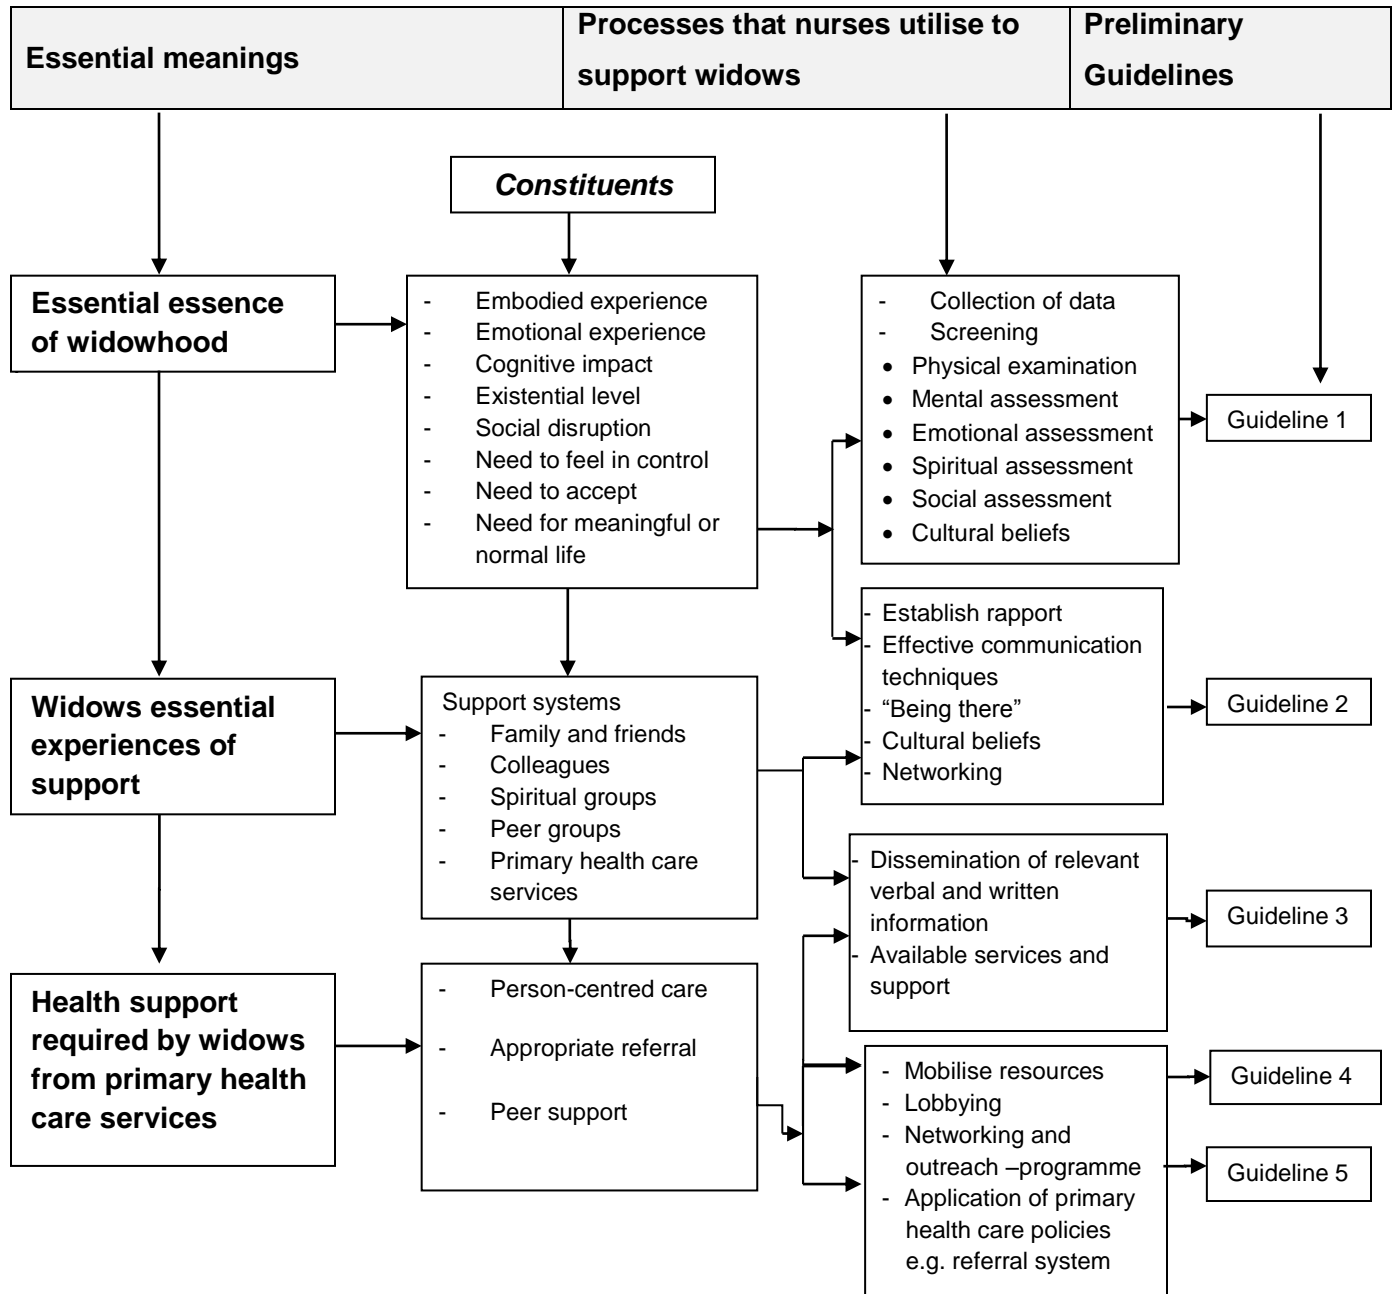 Essential meanings
Processes that nurses utilise to
support widows
Preliminary
Guidelines
Constituents
Essential essence
of widowhood
- Embodied experience
- Emotional experience
- Cognitive impact
- Existential level
- Social disruption
- Need to feel in control
- Need to accept
- Need for meaningful or
normal life
- Collection of data
- Screening
• Physical examination
• Mental assessment
• Emotional assessment
• Spiritual assessment
• Social assessment
• Cultural beliefs
Guideline 1
- Establish rapport
- Effective communication
techniques
- “Being there”
- Cultural beliefs
- Networking
Guideline 2
Widows essential
experiences of
support
Support systems
- Family and friends
- Colleagues
- Spiritual groups
- Peer groups
- Primary health care
services
- Dissemination of relevant
verbal and written
information
- Available services and
support
Guideline 3
Health support
required by widows
from primary health
care services
- Person-centred care
- Appropriate referral
- Peer support
- Mobilise resources
- Lobbying
- Networking and
outreach –programme
- Application of primary
health care policies
e.g. referral system
Guideline 4
Guideline 5